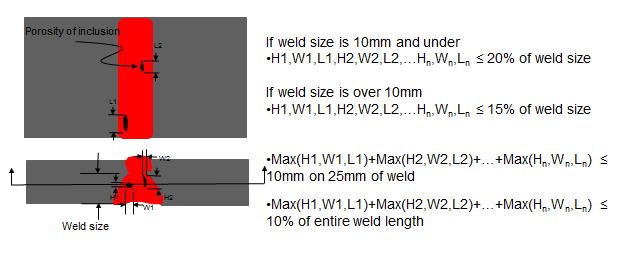 Porosity of inclusion
L2
L1
W2
H1
H2
W1
Weld size
If weld size is 10mm and under
•H1,W1,L1,H2,W2,L2,…Hn,Wn,Ln ≤ 20% of weld size
If weld size is over 10mm
•H1,W1,L1,H2,W2,L2,…Hn,Wn,Ln ≤ 15% of weld size
•Max(H1,W1,L1)+Max(H2,W2,L2)+…+Max(Hn,Wn,Ln) ≤
10mm on 25mm of weld
•Max(H1,W1,L1)+Max(H2,W2,L2)+…+Max(Hn,Wn,Ln) ≤
10% of entire weld length